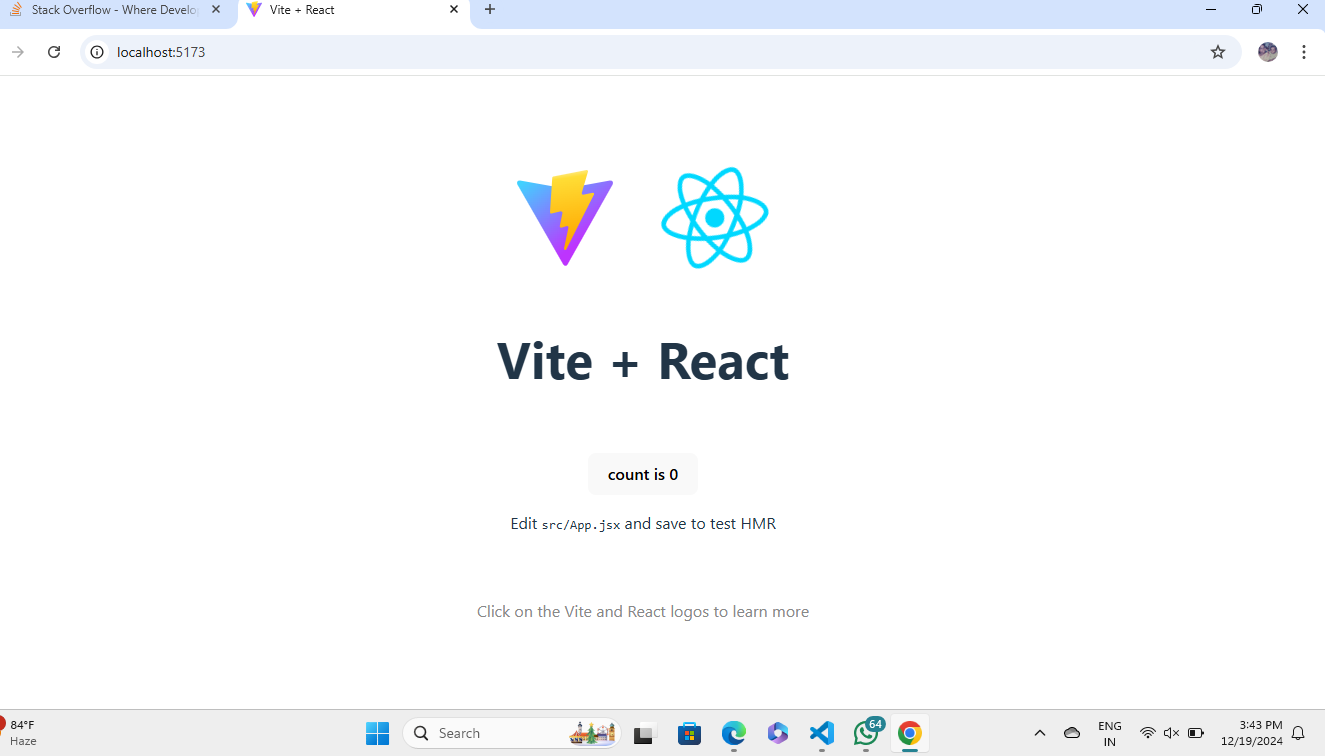 Stack Overflow - Where Develo
Vite + React
localhost:5173
Vite + React
count is 0
Edit src/App.jsx and save to test HMR
Click on the Vite and React logos to learn more
84°F
Haze
Search
64
ENG
IN
3:43 PM
12/19/2024